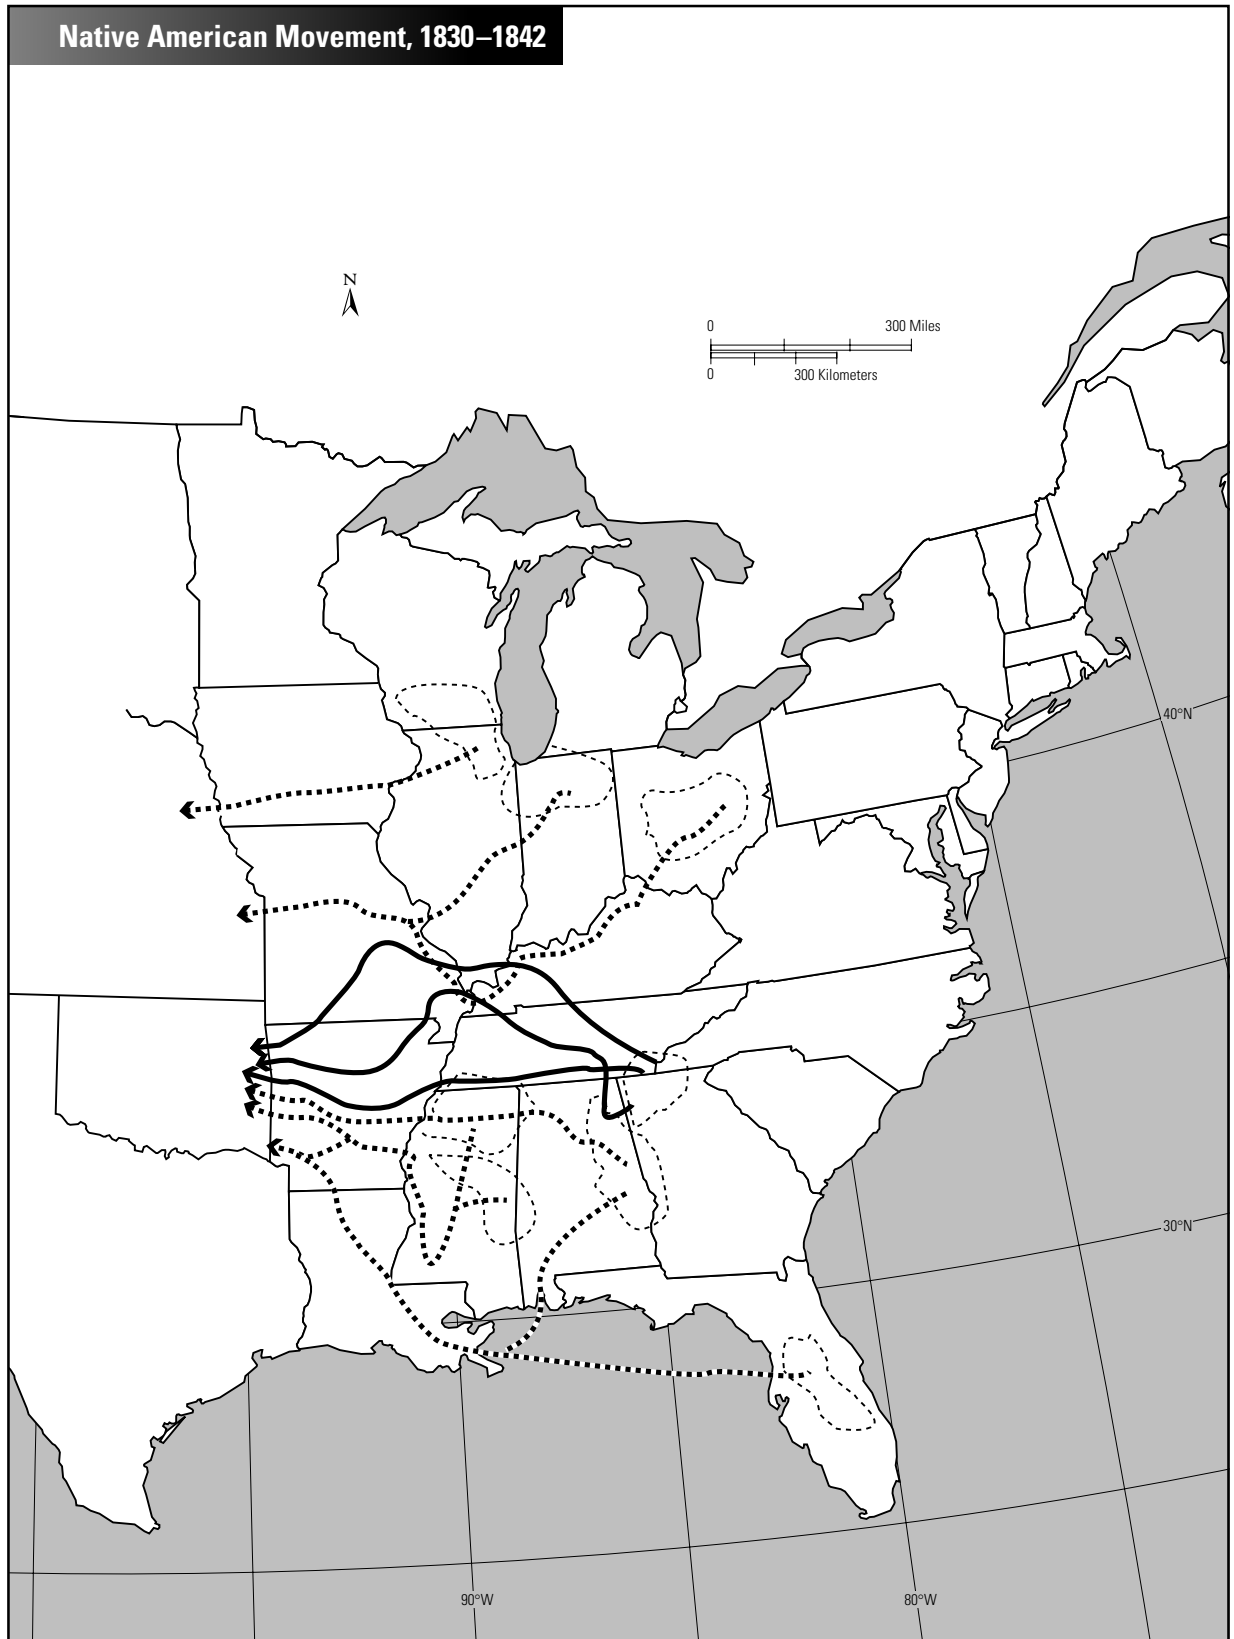 Native American Movement, 1830–1842
N
0 300 Miles
0 300 Kilometers
40°N
30°N
90°W
80°W